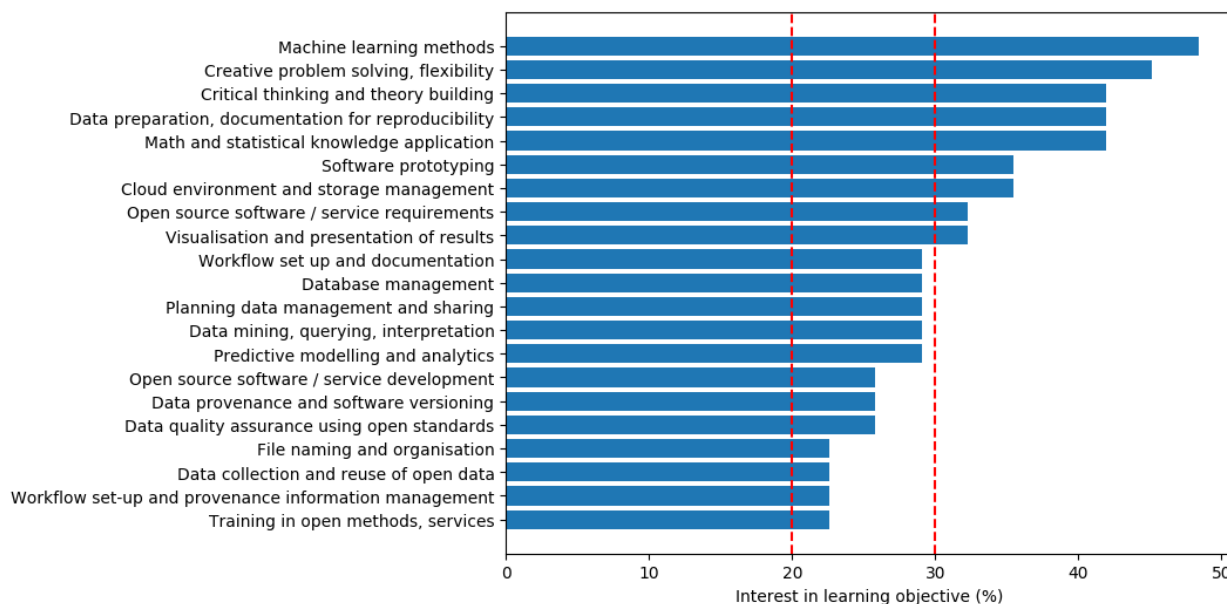 Machine learning methods
Creative problem solving, flexibility
Critical thinking and theory building
Data preparation, documentation for reproducibility
Math and statistical knowledge application
Software prototyping
Cloud environment and storage management
Open source software / service requirements
Visualisation and presentation of results
Workflow set up and documentation
Database management
Planning data management and sharing
Data mining, querying, interpretation
Predictive modelling and analytics
Open source software / service development
Data provenance and software versioning
Data quality assurance using open standards
File naming and organisation
Data collection and reuse of open data
Workflow set-up and provenance information management
Training in open methods, services
0 10 20 30 40 50
Interest in learning objective (%)